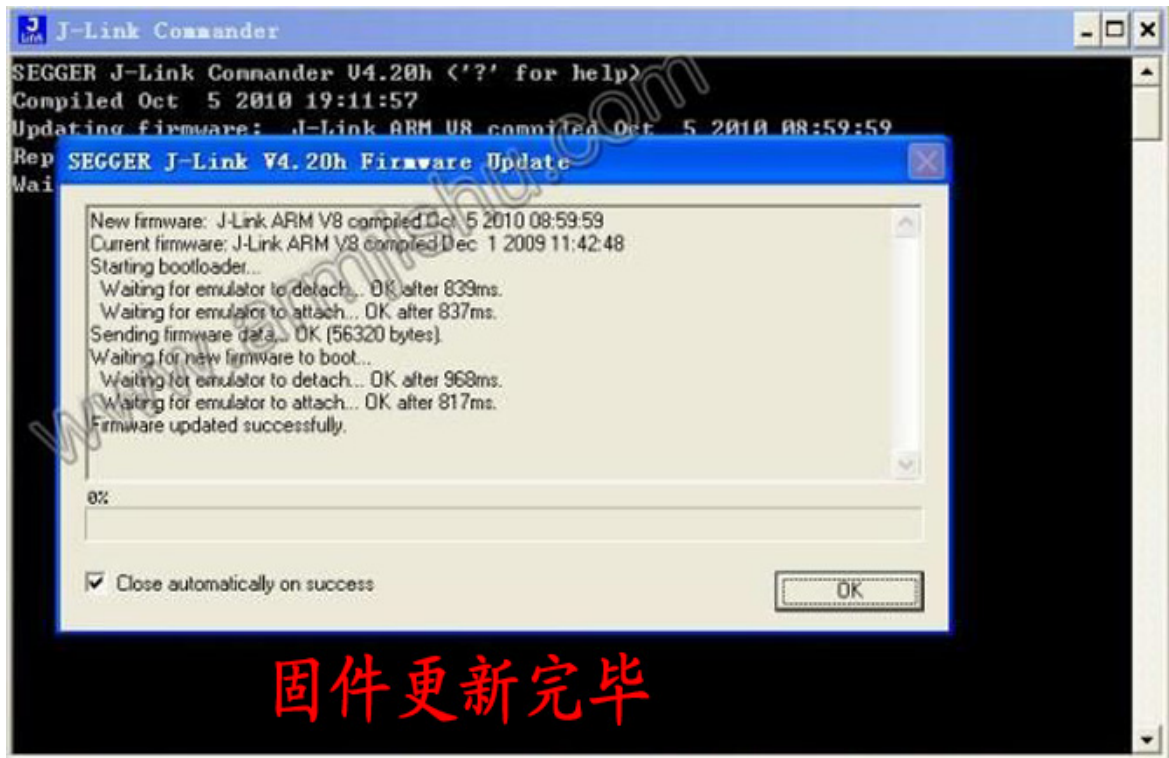 J-Link Commander
SEGGER J-Link Commander V4.20h ('?' for help)
Compiled Oct  5 2010 19:11:57
Updating firmware:  J-Link ARM V8 compiled Oct  5 2010 08:59:59
Rep
Wai
SEGGER J-Link V4.20h Firmware Update
New firmware:  J-Link ARM V8 compiled Oct  5 2010 08:59:59
Current firmware: J-Link ARM V8 compiled Dec  1 2009 11:42:48
Starting bootloader...
Waiting for emulator to detach... OK after 839ms.
Waiting for emulator to attach... OK after 837ms.
Sending firmware data... OK (56320 bytes).
Waiting for new firmware to boot...
Waiting for emulator to detach... OK after 968ms.
Waiting for emulator to attach... OK after 817ms.
Firmware updated successfully.
0%
Close automatically on success
OK
固件更新完毕
www.armjishu.com